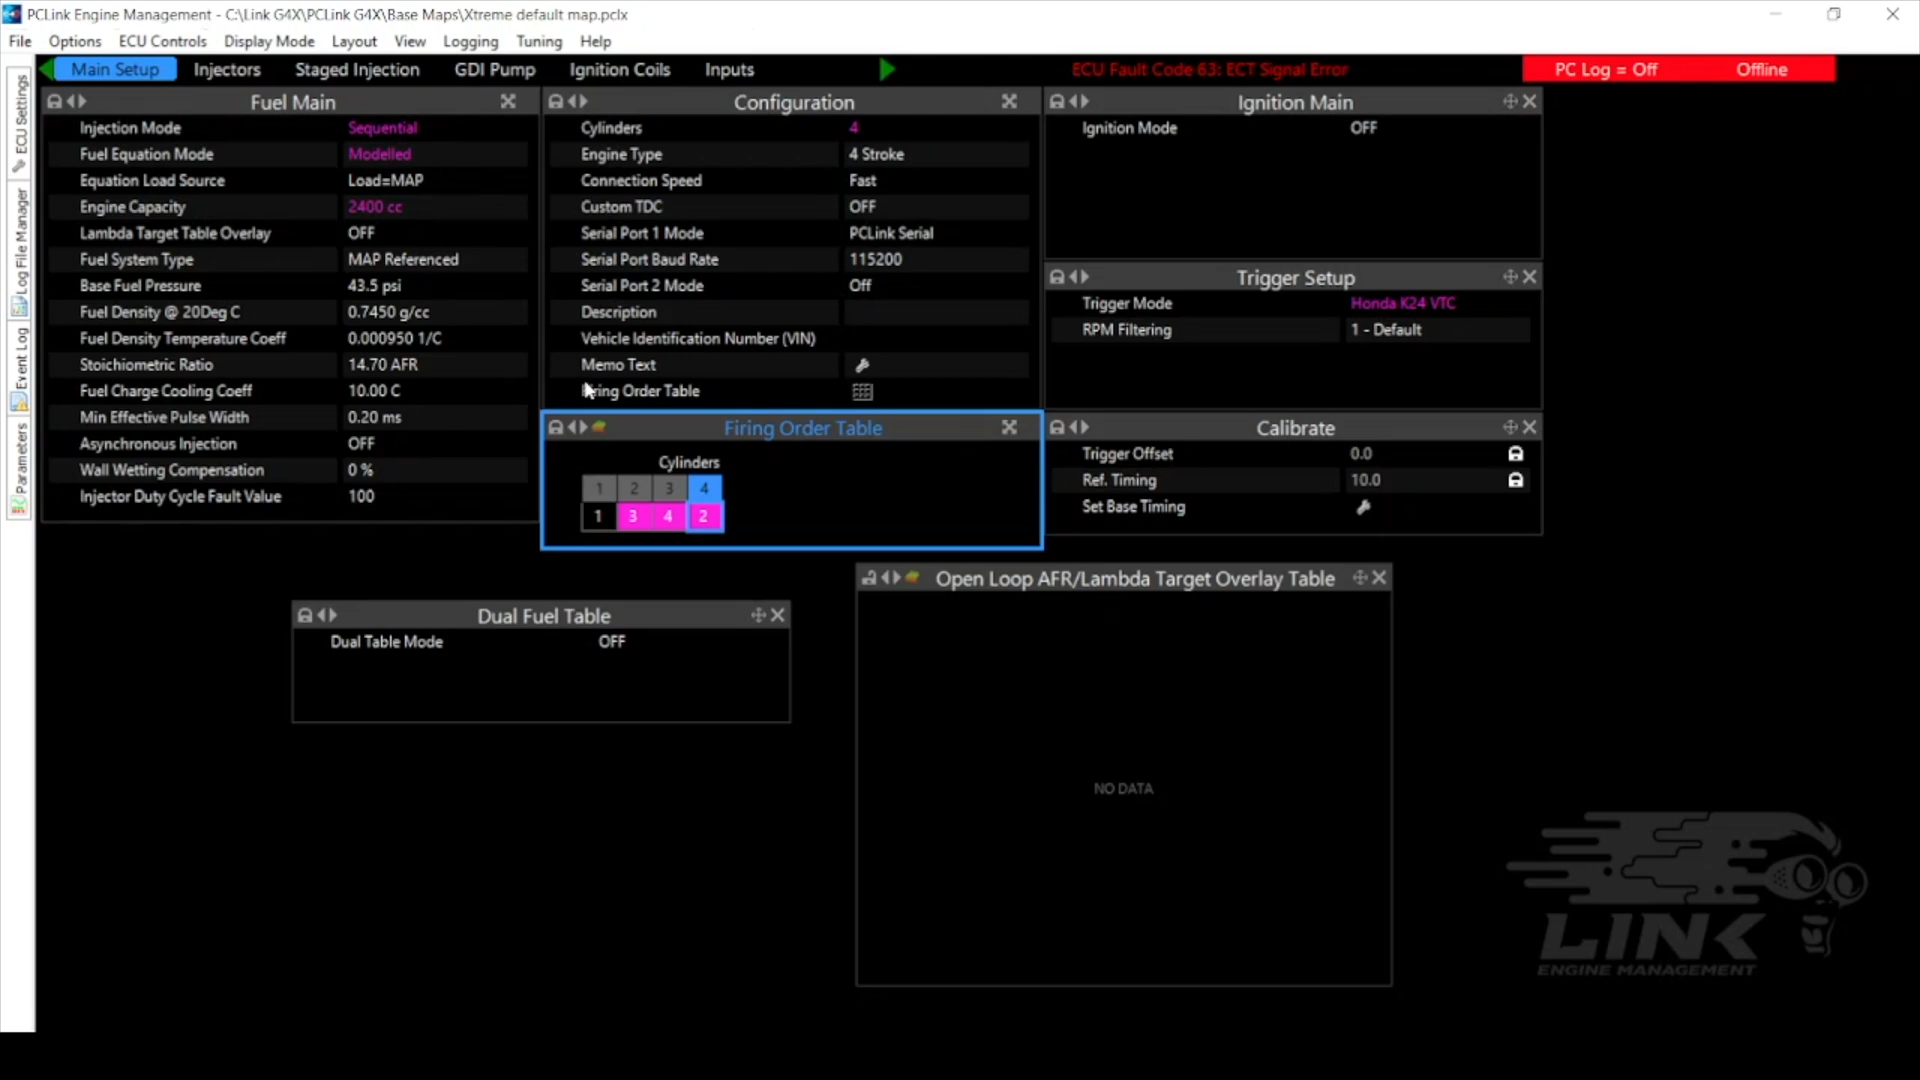 PCLink Engine Management - C:\Link G4X\PCLink G4X\Base Maps\Xtreme default map.pclx
File Options ECU Controls Display Mode Layout View Logging Tuning Help
Main Setup Injectors Staged Injection GDI Pump Ignition Coils Inputs ECU Fault Code 63: ECT Signal Error PC Log = Off Offline
ECU Settings
Log File Manager
Event Log
Parameters
Fuel Main
Injection Mode Sequential
Fuel Equation Mode Modelled
Equation Load Source Load=MAP
Engine Capacity 2400 cc
Lambda Target Table Overlay OFF
Fuel System Type MAP Referenced
Base Fuel Pressure 43.5 psi
Fuel Density @ 20Deg C 0.7450 g/cc
Fuel Density Temperature Coeff 0.000950 1/C
Stoichiometric Ratio 14.70 AFR
Fuel Charge Cooling Coeff 10.00 C
Min Effective Pulse Width 0.20 ms
Asynchronous Injection OFF
Wall Wetting Compensation 0 %
Injector Duty Cycle Fault Value 100
Configuration
Cylinders 4
Engine Type 4 Stroke
Connection Speed Fast
Custom TDC OFF
Serial Port 1 Mode PCLink Serial
Serial Port Baud Rate 115200
Serial Port 2 Mode Off
Description
Vehicle Identification Number (VIN)
Memo Text
Firing Order Table
Firing Order Table
Cylinders
1 2 3 4
1 3 4 2
Ignition Main
Ignition Mode OFF
Trigger Setup
Trigger Mode Honda K24 VTC
RPM Filtering 1 - Default
Calibrate
Trigger Offset 0.0
Ref. Timing 10.0
Set Base Timing
Dual Fuel Table
Dual Table Mode OFF
Open Loop AFR/Lambda Target Overlay Table
NO DATA
LINK
ENGINE MANAGEMENT